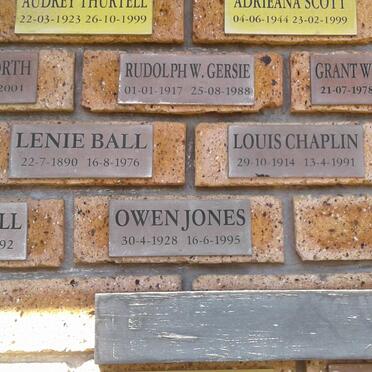 AUDREY THURTELL
22-03-1923 26-10-1999
ADRIEANA SCOTT
04-06-1944 23-02-1999
ORTH
2001
RUDOLPH W. GERSIE
01-01-1917 25-08-1988
GRANT W
21-07-1978
LENIE BALL
22-7-1890 16-8-1976
LOUIS CHAPLIN
29-10-1914 13-4-1991
LL
92
OWEN JONES
30-4-1928 16-6-1995